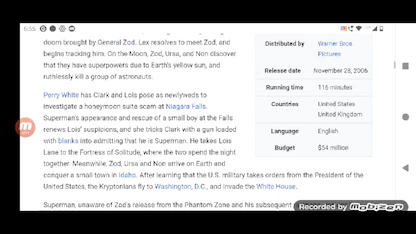 5:55
doom brought by General Zod. Lex resolves to meet Zod, and
begins tracking him. On the Moon, Zod, Ursa, and Non discover
that they have superpowers due to Earth's yellow sun, and
ruthlessly kill a group of astronauts.
Perry White has Clark and Lois pose as newlyweds to
investigate a honeymoon suite scam at Niagara Falls.
Superman's appearance and rescue of a small boy at the Falls
renews Lois' suspicions, and she tricks Clark with a gun loaded
with blanks into admitting that he is Superman. He takes Lois
Lane to the Fortress of Solitude, where the two spend the night
together. Meanwhile, Zod, Ursa and Non arrive on Earth and
conquer a small town in Idaho. After learning that the U.S. military takes orders from the President of the
United States, the Kryptonians fly to Washington, D.C., and invade the White House.
Superman, unaware of Zod's release from the Phantom Zone and his subsequent
Distributed by Warner Bros.
Pictures
Release date November 28, 2006
Running time 116 minutes
Countries United States
United Kingdom
Language English
Budget $54 million
Recorded by Mobizen